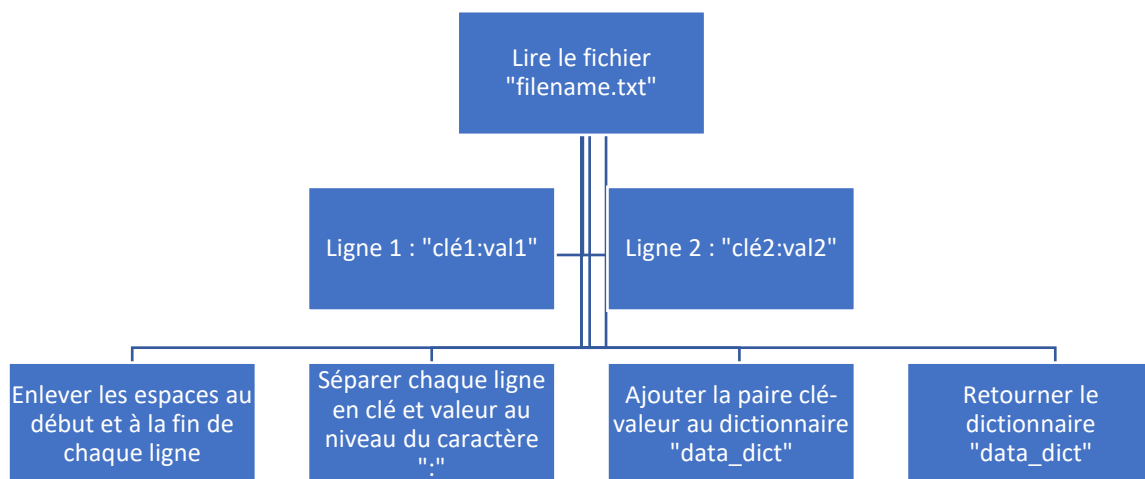 Lire le fichier
"filename.txt"
Ligne 1 : "clé1:val1"
Ligne 2 : "clé2:val2"
Enlever les espaces au
début et à la fin de
chaque ligne
Séparer chaque ligne
en clé et valeur au
niveau du caractère
":"
Ajouter la paire clé-
valeur au dictionnaire
"data_dict"
Retourner le
dictionnaire
"data_dict"